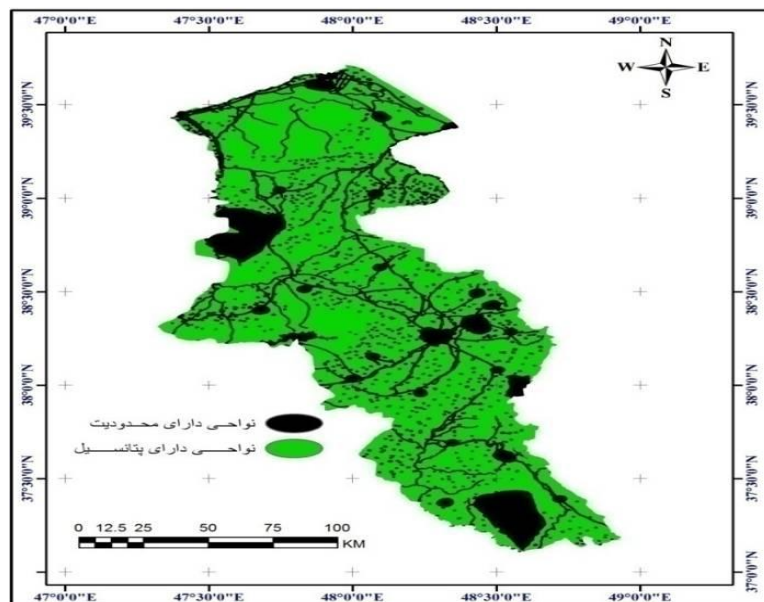 47°0'0"E 47°30'0"E 48°0'0"E 48°30'0"E 49°0'0"E
N
W E
S
39°30'0"N 39°30'0"N
39°0'0"N 39°0'0"N
38°30'0"N 38°30'0"N
38°0'0"N 38°0'0"N
نواحی دارای محدودیت
نواحی دارای پتانسیل
37°30'0"N 37°30'0"N
0 12.5 25 50 75 100
KM
37°0'0"N 37°0'0"N
47°0'0"E 47°30'0"E 48°0'0"E 48°30'0"E 49°0'0"E